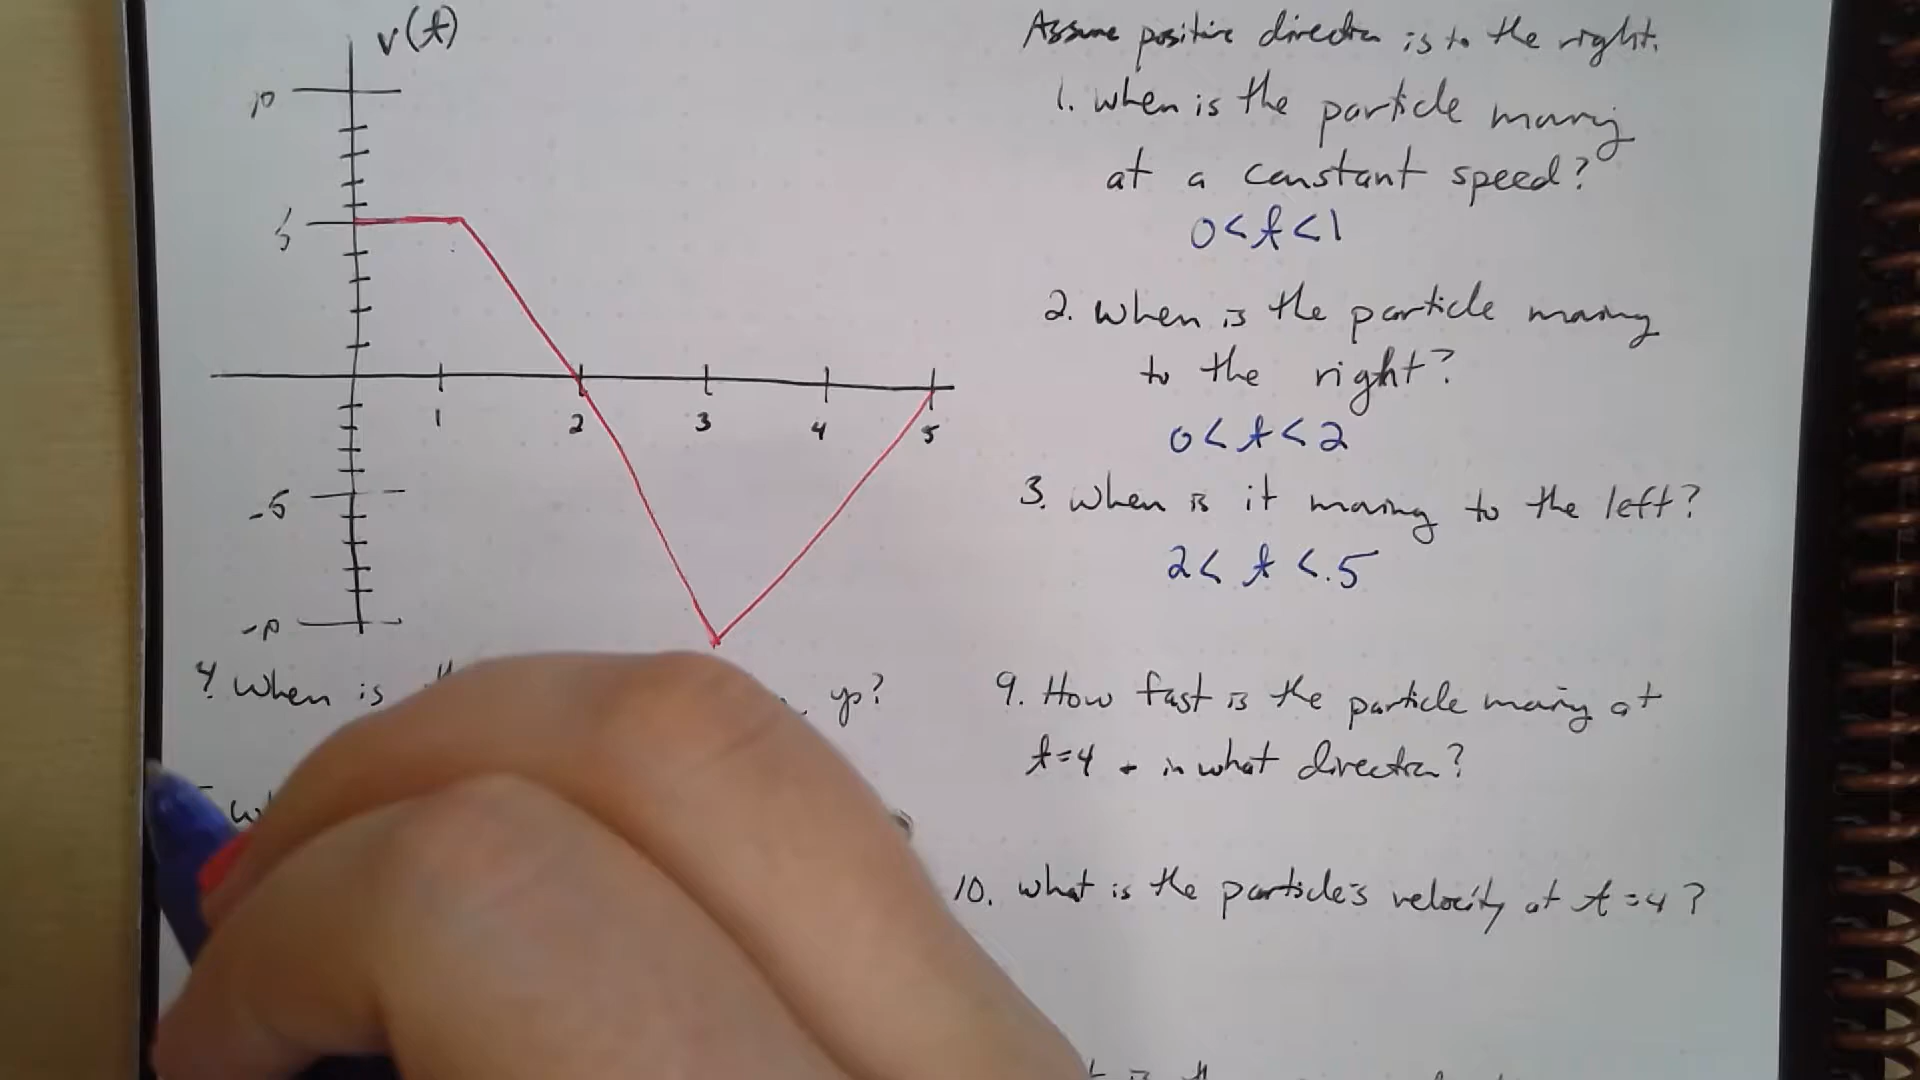 v(t)
10
5
-5
-10
1 2 3 4 5
Assume positive direction is to the right.
1. when is the particle moving
at a constant speed?
0<t<1
2. when is the particle moving
to the right?
0<t<2
3. when is it moving to the left?
2< t <.5
4. when is up?
9. How fast is the particle moving at
t=4 + in what direction?
10. what is the particle's velocity at t=4?